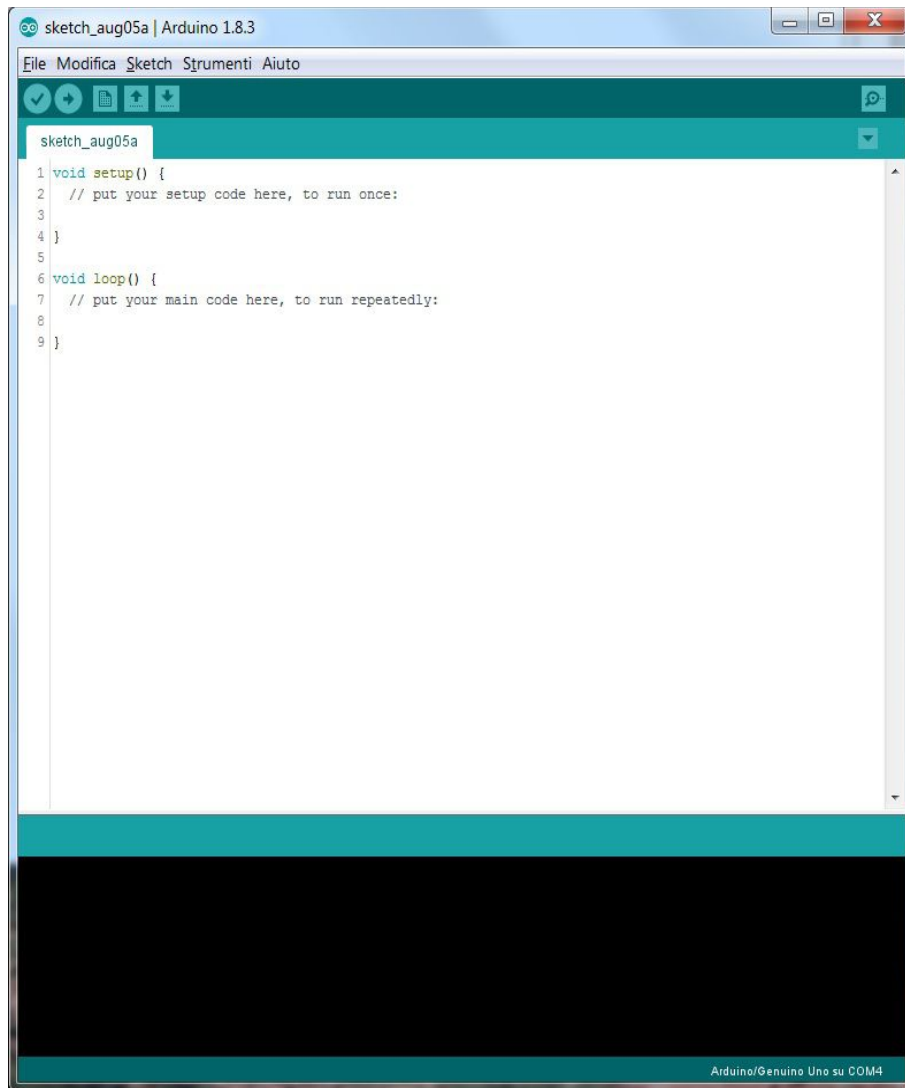 sketch_aug05a | Arduino 1.8.3
File Modifica Sketch Strumenti Aiuto
sketch_aug05a
1 void setup() {
2   // put your setup code here, to run once:
3
4 }
5
6 void loop() {
7   // put your main code here, to run repeatedly:
8
9 }
Arduino/Genuino Uno su COM4